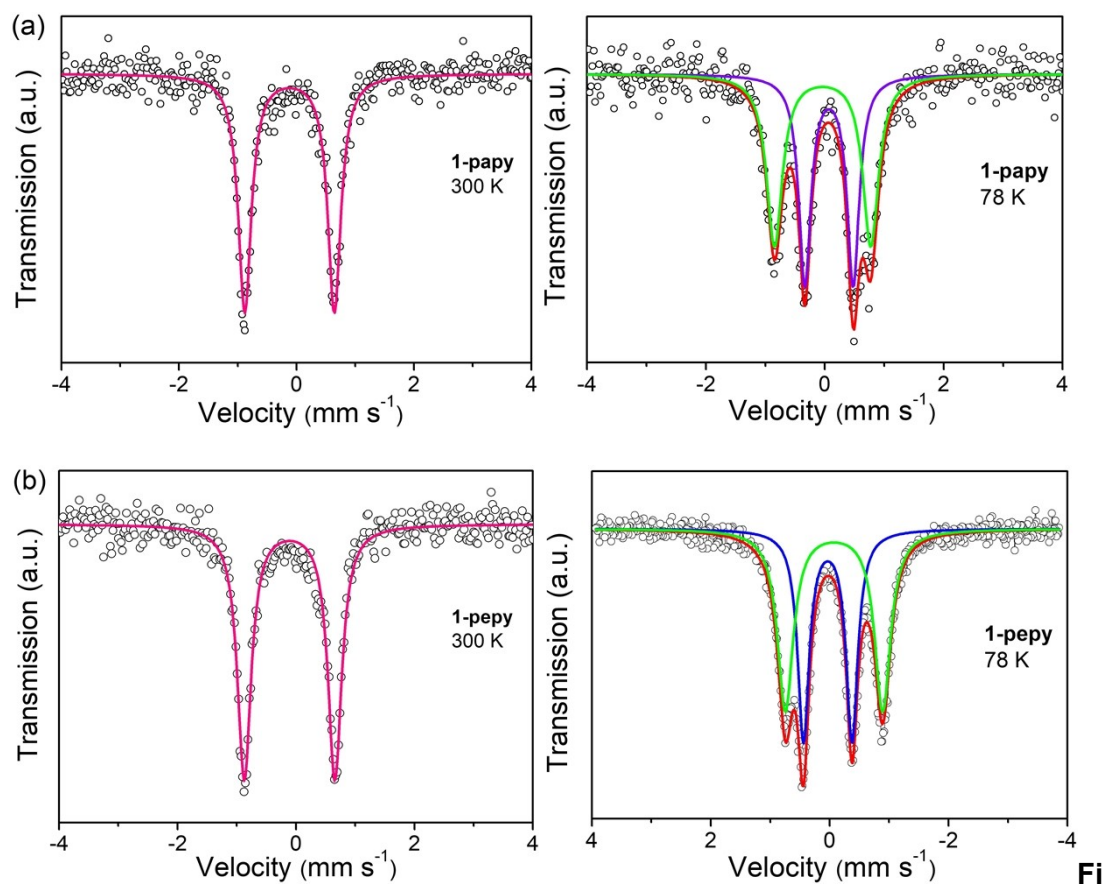 (a)
Transmission (a.u.)
1-papy
300 K
-4 -2 0 2 4
Velocity (mm s⁻¹)
Transmission (a.u.)
1-papy
78 K
-4 -2 0 2 4
Velocity (mm s⁻¹)
(b)
Transmission (a.u.)
1-pepy
300 K
-4 -2 0 2 4
Velocity (mm s⁻¹)
Transmission (a.u.)
1-pepy
78 K
4 2 0 -2 -4
Velocity (mm s⁻¹)
Fi